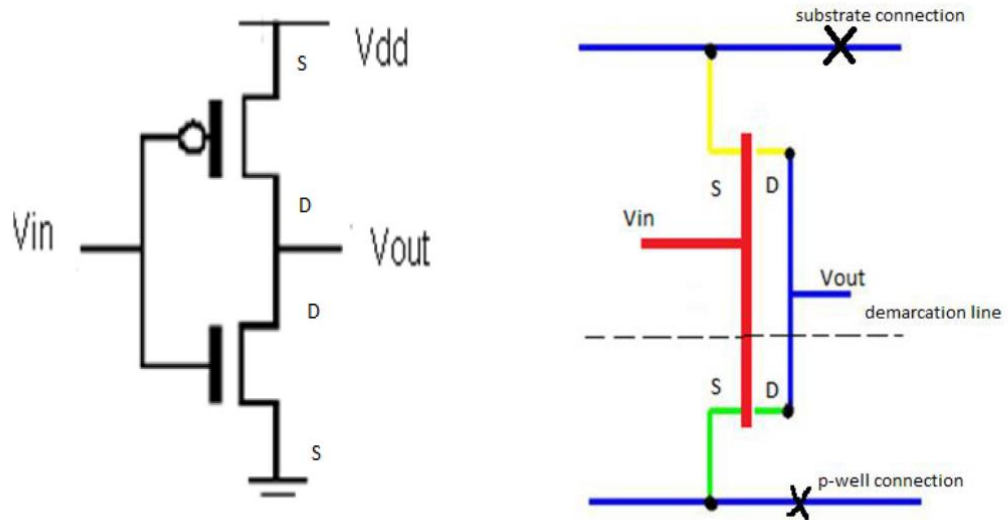 S
Vdd
D
Vin
Vout
D
S
substrate connection
S
D
Vin
Vout
demarcation line
S
D
p-well connection